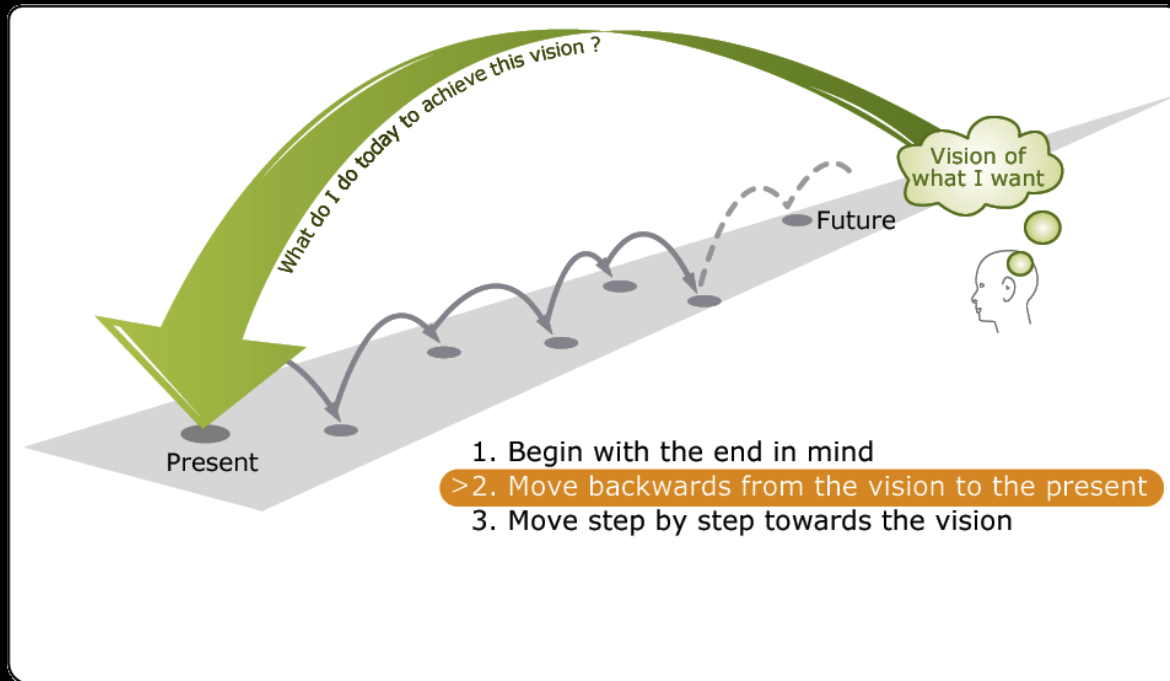 What do I do today to achieve this vision ?
Vision of
what I want
Future
Present
1. Begin with the end in mind
>2. Move backwards from the vision to the present
3. Move step by step towards the vision